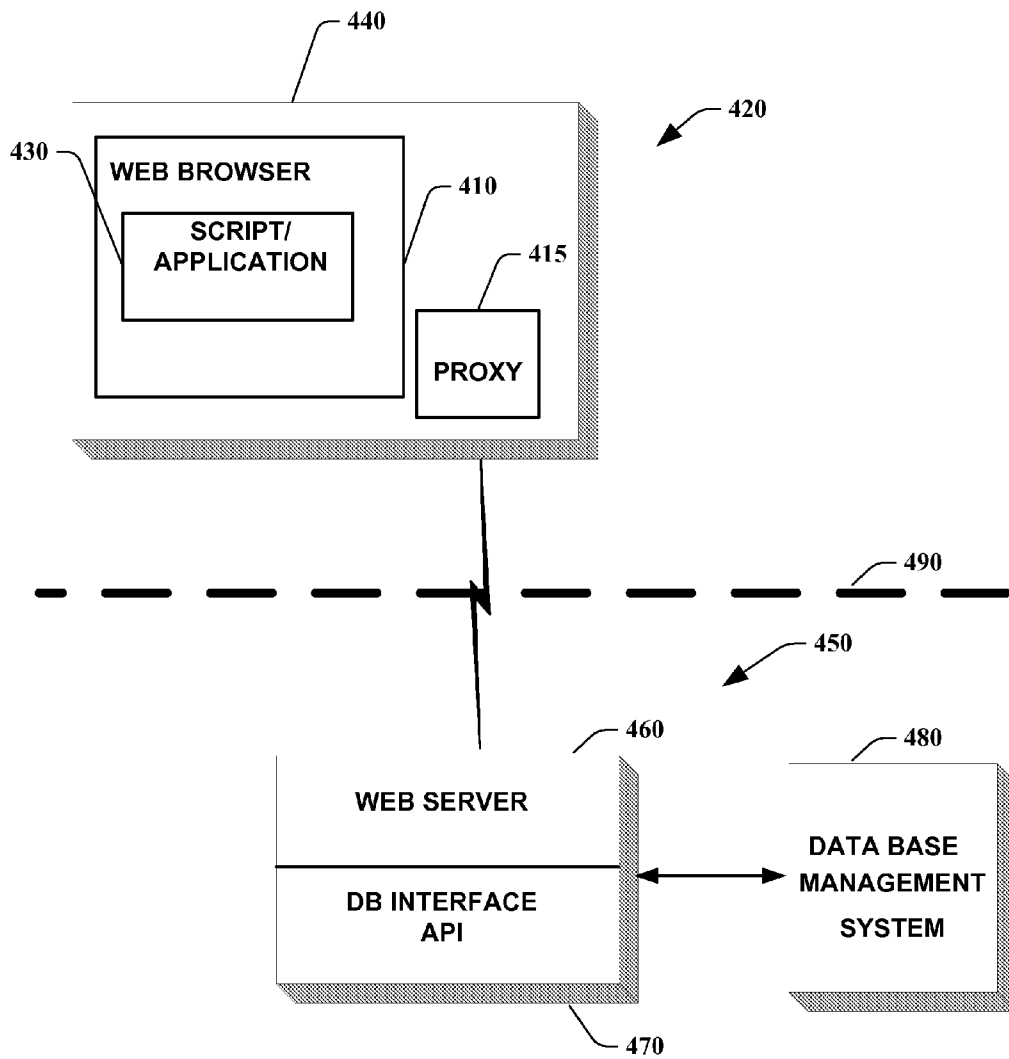 440
420
430
WEB BROWSER
410
SCRIPT/
APPLICATION
415
PROXY
490
450
460
480
WEB SERVER
DATA BASE
MANAGEMENT
SYSTEM
DB INTERFACE
API
470